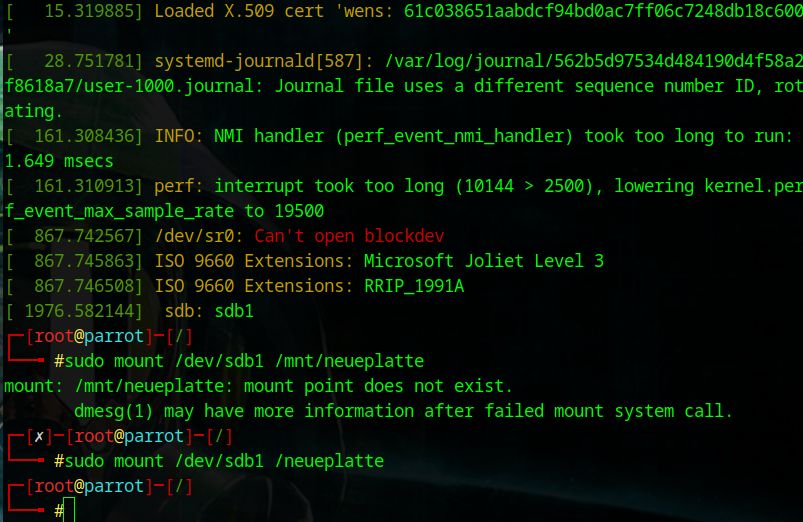 [   15.319885] Loaded X.509 cert 'wens: 61c038651aabdcf94bd0ac7ff06c7248db18c600
'
[   28.751781] systemd-journald[587]: /var/log/journal/562b5d97534d484190d4f58a2
f8618a7/user-1000.journal: Journal file uses a different sequence number ID, rot
ating.
[  161.308436] INFO: NMI handler (perf_event_nmi_handler) took too long to run:
1.649 msecs
[  161.310913] perf: interrupt took too long (10144 > 2500), lowering kernel.per
f_event_max_sample_rate to 19500
[  867.742567] /dev/sr0: Can't open blockdev
[  867.745863] ISO 9660 Extensions: Microsoft Joliet Level 3
[  867.746508] ISO 9660 Extensions: RRIP_1991A
[ 1976.582144]  sdb: sdb1
┌─[root@parrot]─[/]
└──╼ #sudo mount /dev/sdb1 /mnt/neueplatte
mount: /mnt/neueplatte: mount point does not exist.
       dmesg(1) may have more information after failed mount system call.
┌─[✗]─[root@parrot]─[/]
└──╼ #sudo mount /dev/sdb1 /neueplatte
┌─[root@parrot]─[/]
└──╼ #